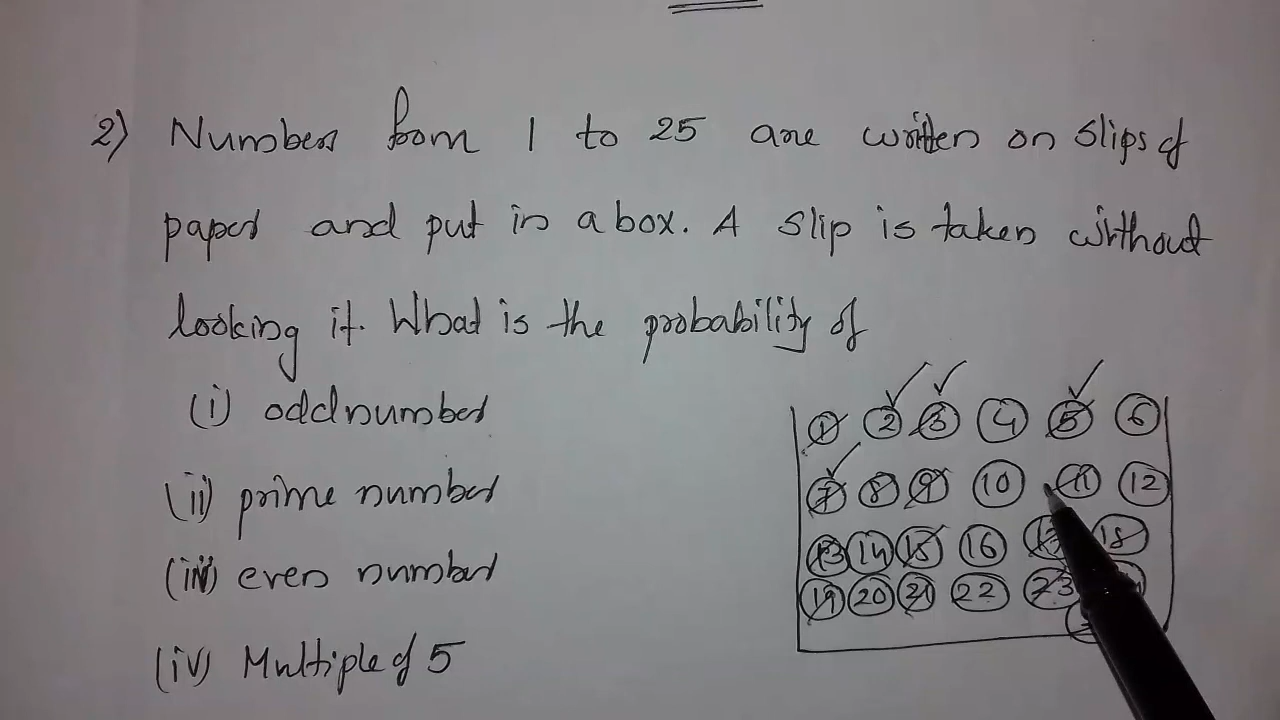 2) Numbers from 1 to 25 are written on slips of
paper and put in a box. A slip is taken without
looking it. What is the probability of
(i) odd number
(ii) prime number
(iii) even number
(iv) Multiple of 5
1 2 3 4 5 6
7 8 9 10 11 12
13 14 15 16 17 18
19 20 21 22 23